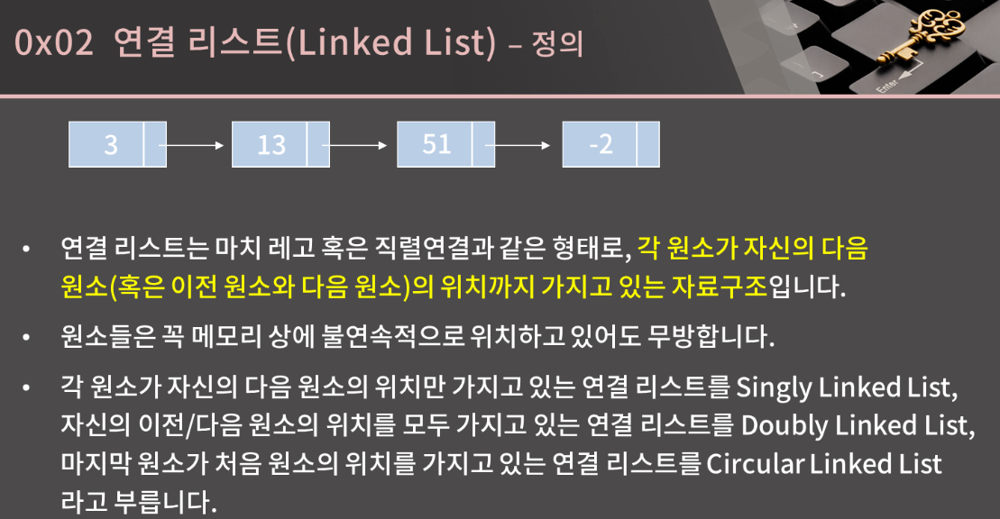 0x02 연결 리스트(Linked List) – 정의
Enter
3 13 51 -2
• 연결 리스트는 마치 레고 혹은 직렬연결과 같은 형태로, 각 원소가 자신의 다음
원소(혹은 이전 원소와 다음 원소)의 위치까지 가지고 있는 자료구조입니다.
• 원소들은 꼭 메모리 상에 불연속적으로 위치하고 있어도 무방합니다.
• 각 원소가 자신의 다음 원소의 위치만 가지고 있는 연결 리스트를 Singly Linked List,
자신의 이전/다음 원소의 위치를 모두 가지고 있는 연결 리스트를 Doubly Linked List,
마지막 원소가 처음 원소의 위치를 가지고 있는 연결 리스트를 Circular Linked List
라고 부릅니다.